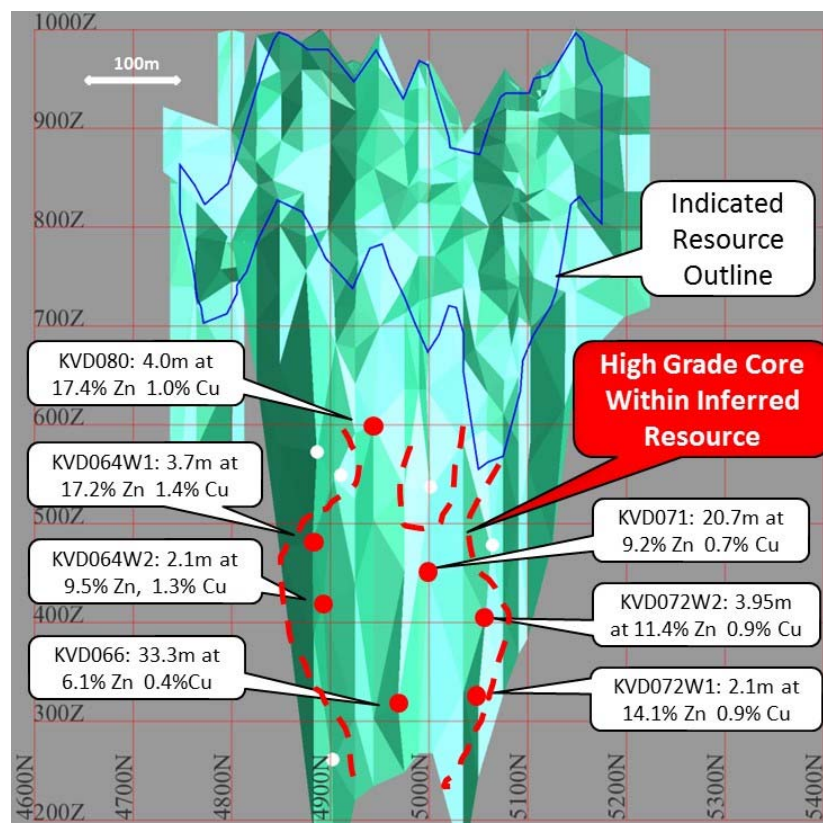 1000Z
100m
900Z
800Z
700Z
600Z
500Z
400Z
300Z
200Z
Indicated
Resource
Outline
High Grade Core
Within Inferred
Resource
KVD080: 4.0m at
17.4% Zn 1.0% Cu
KVD064W1: 3.7m at
17.2% Zn 1.4% Cu
KVD064W2: 2.1m at
9.5% Zn, 1.3% Cu
KVD066: 33.3m at
6.1% Zn 0.4%Cu
KVD071: 20.7m at
9.2% Zn 0.7% Cu
KVD072W2: 3.95m
at 11.4% Zn 0.9% Cu
KVD072W1: 2.1m at
14.1% Zn 0.9% Cu
4600N
4700N
4800N
4900N
5000N
5100N
5200N
5300N
5400N